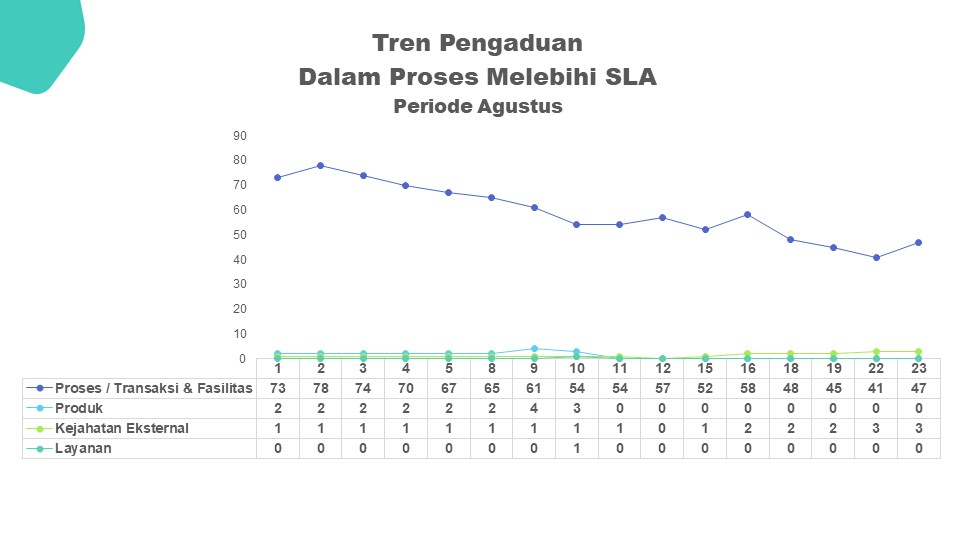 Tren Pengaduan
Dalam Proses Melebihi SLA
Periode Agustus
90
80
70
60
50
40
30
20
10
0
1 2 3 4 5 8 9 10 11 12 15 16 18 19 22 23
Proses / Transaksi & Fasilitas 73 78 74 70 67 65 61 54 54 57 52 58 48 45 41 47
Produk 2 2 2 2 2 2 4 3 0 0 0 0 0 0 0 0
Kejahatan Eksternal 1 1 1 1 1 1 1 1 1 0 1 2 2 2 3 3
Layanan 0 0 0 0 0 0 0 1 0 0 0 0 0 0 0 0